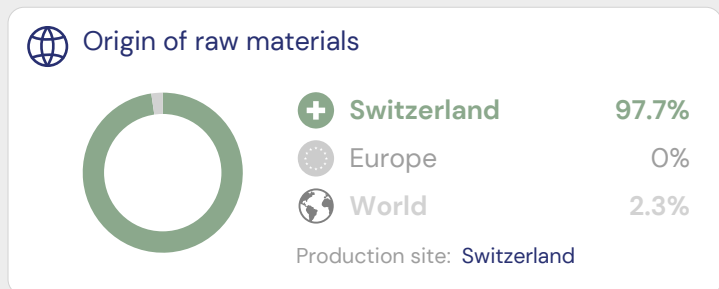 Origin of raw materials
Switzerland 97.7%
Europe 0%
World 2.3%
Production site: Switzerland